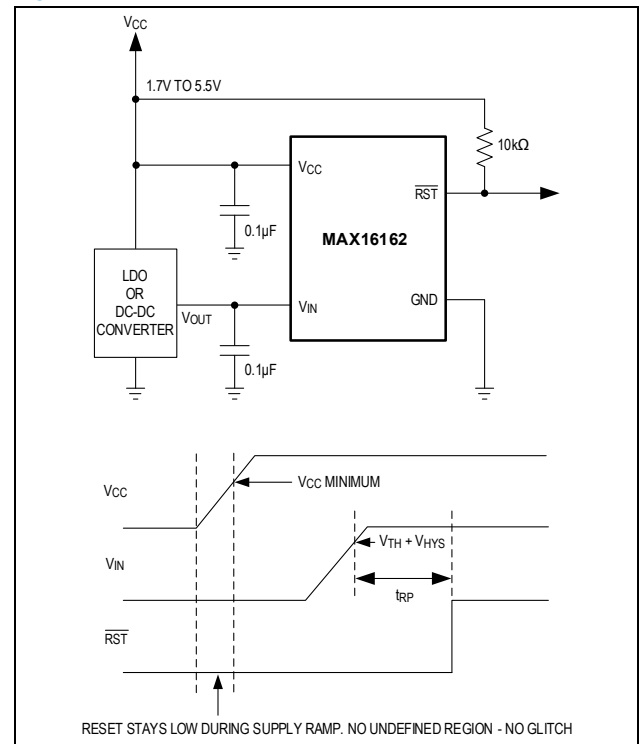 VCC
1.7V TO 5.5V
10kΩ
VCC
RST
0.1µF
MAX16162
LDO
OR
DC-DC
CONVERTER
VOUT
VIN
GND
0.1µF
VCC
VCC MINIMUM
VIN
VTH + VHYS
tRP
RST
RESET STAYS LOW DURING SUPPLY RAMP. NO UNDEFINED REGION - NO GLITCH